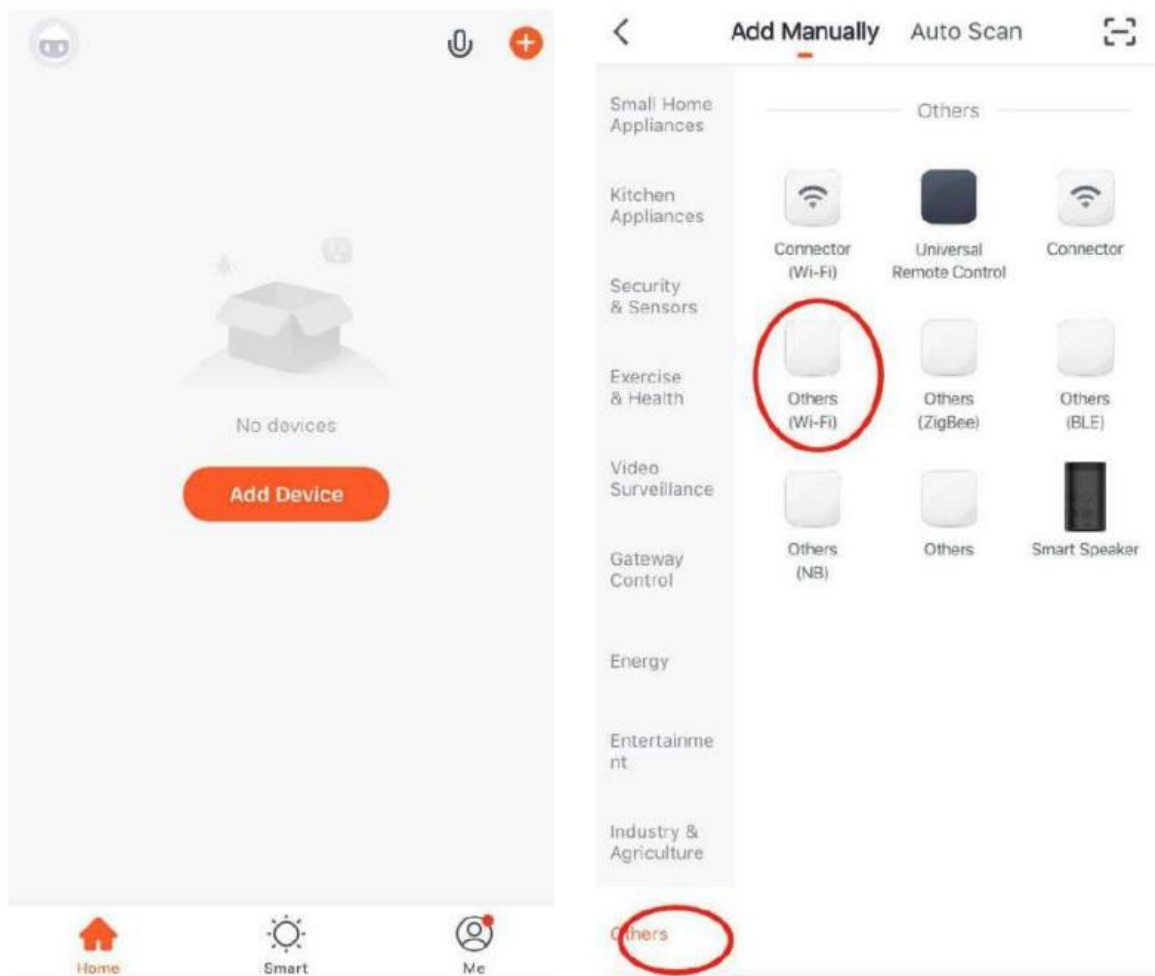 No devices
Add Device
Home
Smart
Me
Add Manually
Auto Scan
Small Home
Appliances
Kitchen
Appliances
Security
& Sensors
Exercise
& Health
Video
Surveillance
Gateway
Control
Energy
Entertainme
nt
Industry &
Agriculture
Others
Others
Connector
(Wi-Fi)
Universal
Remote Control
Connector
Others
(Wi-Fi)
Others
(ZigBee)
Others
(BLE)
Others
(NB)
Others
Smart Speaker